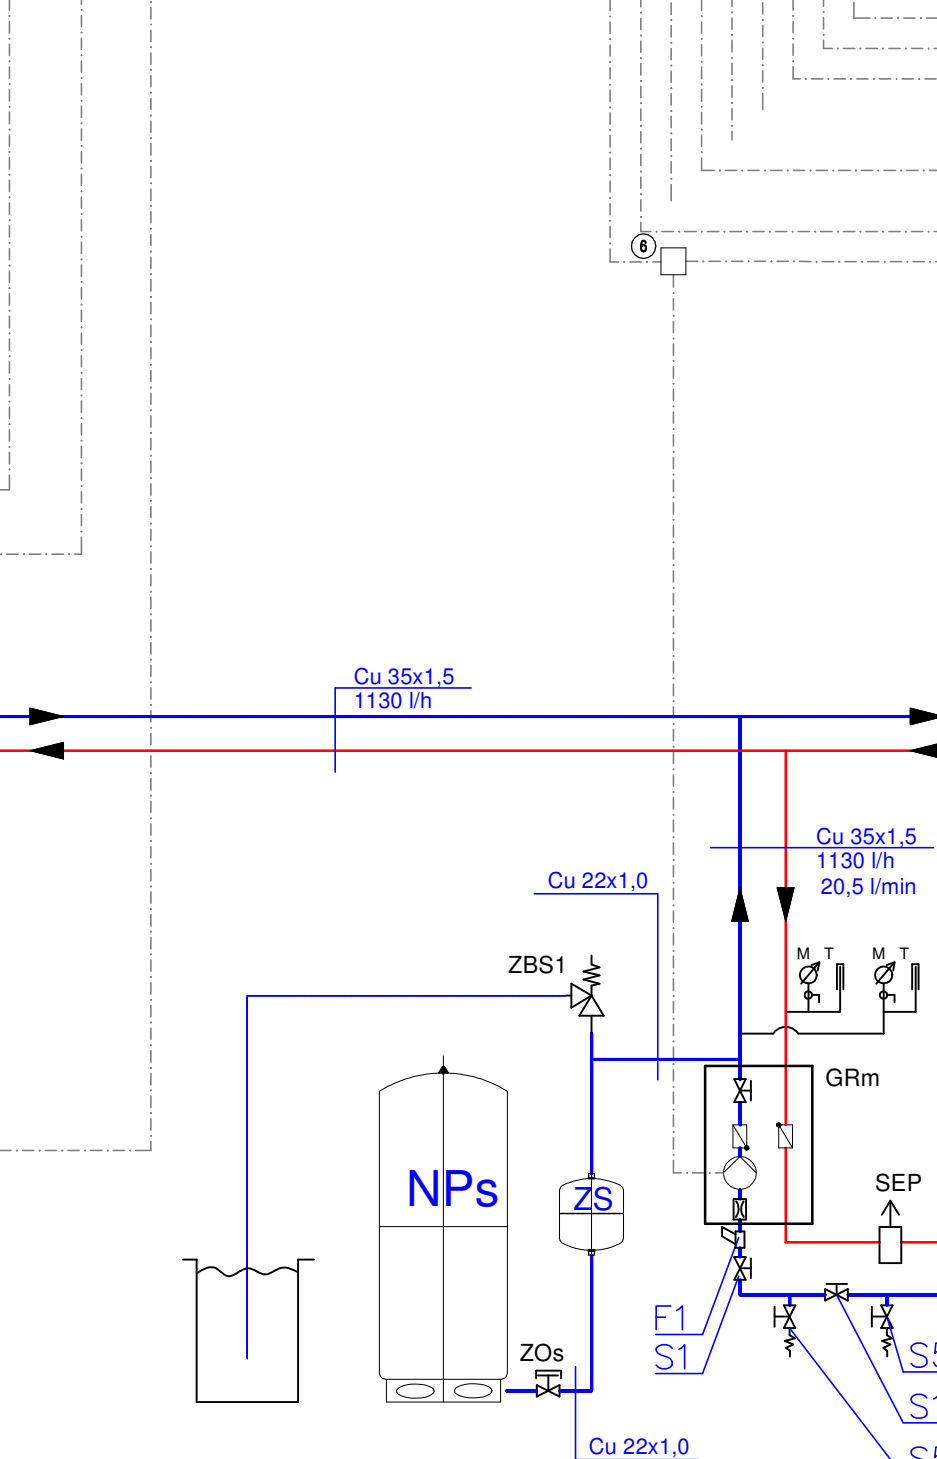 6
Cu 35x1,5
1130 l/h
Cu 35x1,5
1130 l/h
20,5 l/min
Cu 22x1,0
ZBS1
M T
M T
GRm
NPs
ZS
SEP
F1
S1
ZOs
Cu 22x1,0